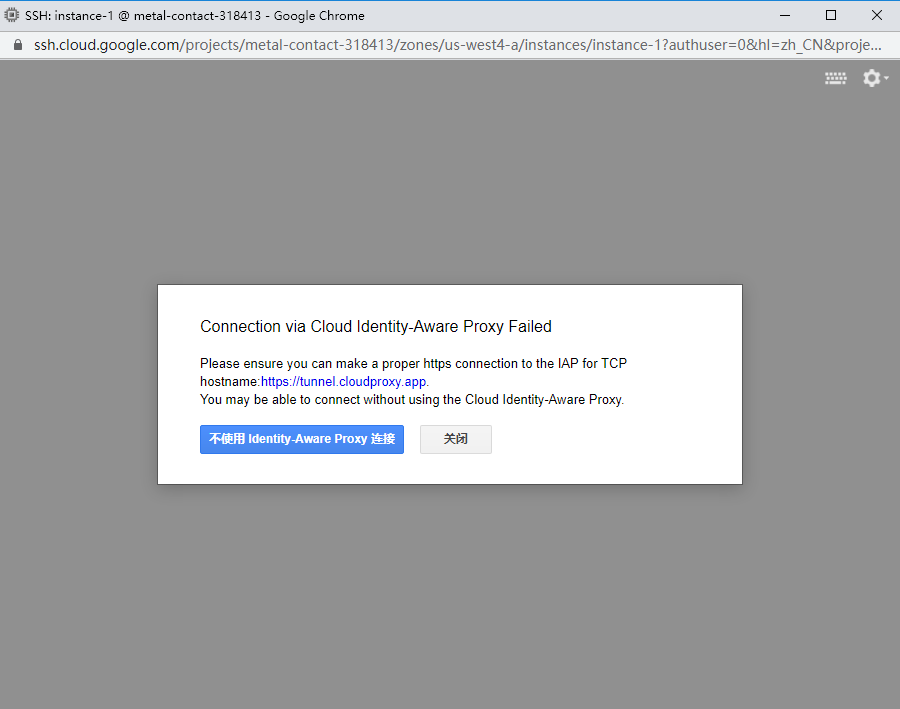 SSH: instance-1 @ metal-contact-318413 - Google Chrome
ssh.cloud.google.com/projects/metal-contact-318413/zones/us-west4-a/instances/instance-1?authuser=0&hl=zh_CN&proje...
Connection via Cloud Identity-Aware Proxy Failed
Please ensure you can make a proper https connection to the IAP for TCP
hostname:https://tunnel.cloudproxy.app.
You may be able to connect without using the Cloud Identity-Aware Proxy.
不使用 Identity-Aware Proxy 连接 关闭